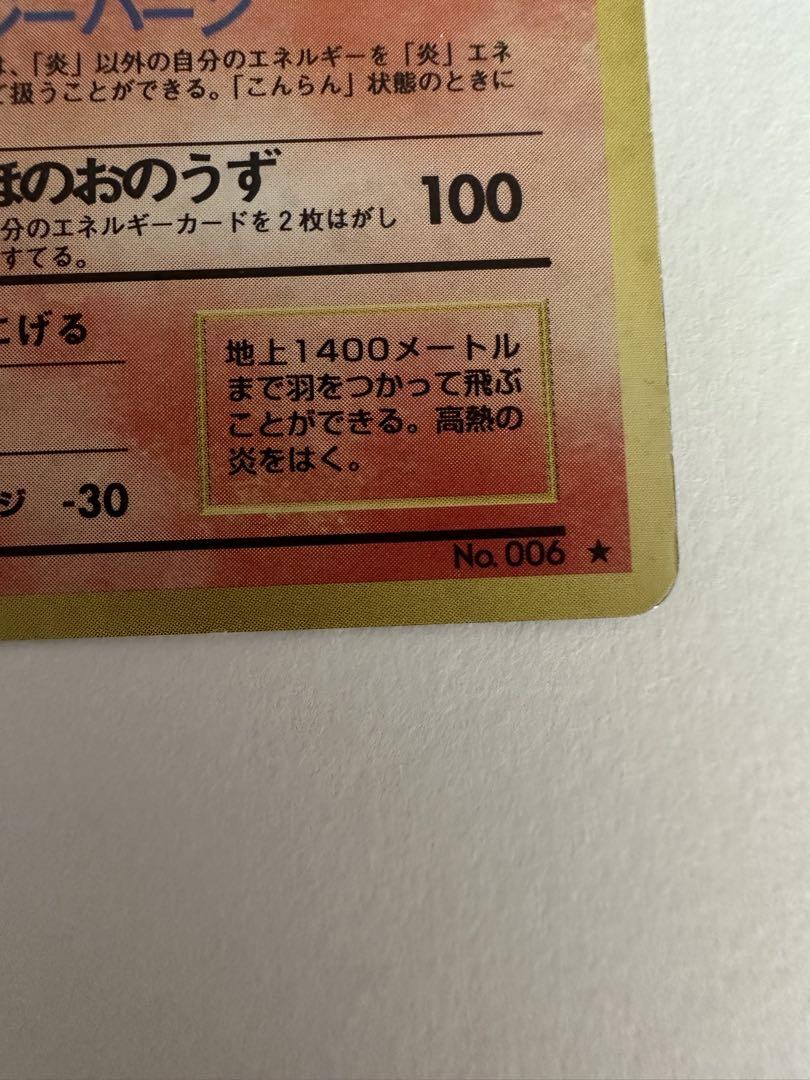 は、「炎」以外の自分のエネルギーを「炎」エネ
て扱うことができる。「こんらん」状態のときに
ほのおのうず 100
分のエネルギーカードを2枚はがし
すてる。
にげる
地上1400メートル
まで羽をつかって飛ぶ
ことができる。高熱の
炎をはく。
ジ -30
No. 006 ★